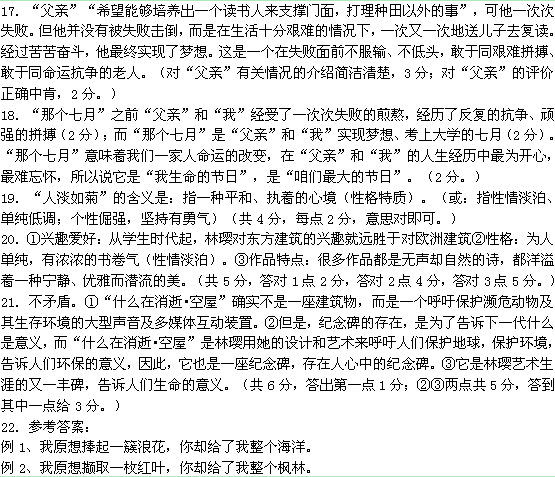 17. “父亲”“希望能够培养出一个读书人来支撑门面，打理种田以外的事”，可他一次次
失败。但他并没有被失败击倒，而是在生活十分艰难的情况下，一次又一次地送儿子去复读。
经过苦苦奋斗，他最终实现了梦想。这是一个在失败面前不服输、不低头，敢于同艰难拼搏、
敢于同命运抗争的老人。（对“父亲”有关情况的介绍简洁清楚，3分；对“父亲”的评价
正确中肯，2分。）
18. “那个七月”之前“父亲”和“我”经受了一次次失败的煎熬，经历了反复的抗争、顽
强的拼搏（2分）；而“那个七月”是“父亲”和“我”实现梦想、考上大学的七月（2分）。
“那个七月”意味着我们一家人命运的改变，在“父亲”和“我”的人生经历中最为开心，
最难忘怀，所以说它是“我生命的节日”，是“咱们最大的节日”。（2分。）
19. “人淡如菊”的含义是：指一种平和、执着的心境（性格特质）。（或：指性情淡泊、
单纯低调；个性倔强，坚持有勇气）（共4分，每点2分，意思对即可。）
20. ①兴趣爱好：从学生时代起，林璎对东方建筑的兴趣就远胜于对欧洲建筑②性格：为人
单纯，有浓浓的书卷气（性情淡泊）。③作品特点：很多作品都是无声却自然的诗，都洋溢
着一种宁静、优雅而潜流的美。（共5分，答对1点2分，答对2点4分，答对3点5分。）
21. 不矛盾。①“什么在消逝·空屋”确实不是一座建筑物，而是一个呼吁保护濒危动物及
其生存环境的大型声音及多媒体互动装置。②但是，纪念碑的存在，是为了告诉下一代什么
是意义，而“什么在消逝·空屋”是林璎用她的设计和艺术来呼吁人们保护地球，保护环境，
告诉人们环保的意义，因此，它也是一座纪念碑，存在人心中的纪念碑。③它是林璎艺术生
涯的又一丰碑，告诉人们生命的意义。（共6分，答出第一点1分；②③两点共5分，答到
其中一点给3分。）
22. 参考答案：
例1、我原想捧起一簇浪花，你却给了我整个海洋。
例2、我原想撷取一枚红叶，你却给了我整个枫林。